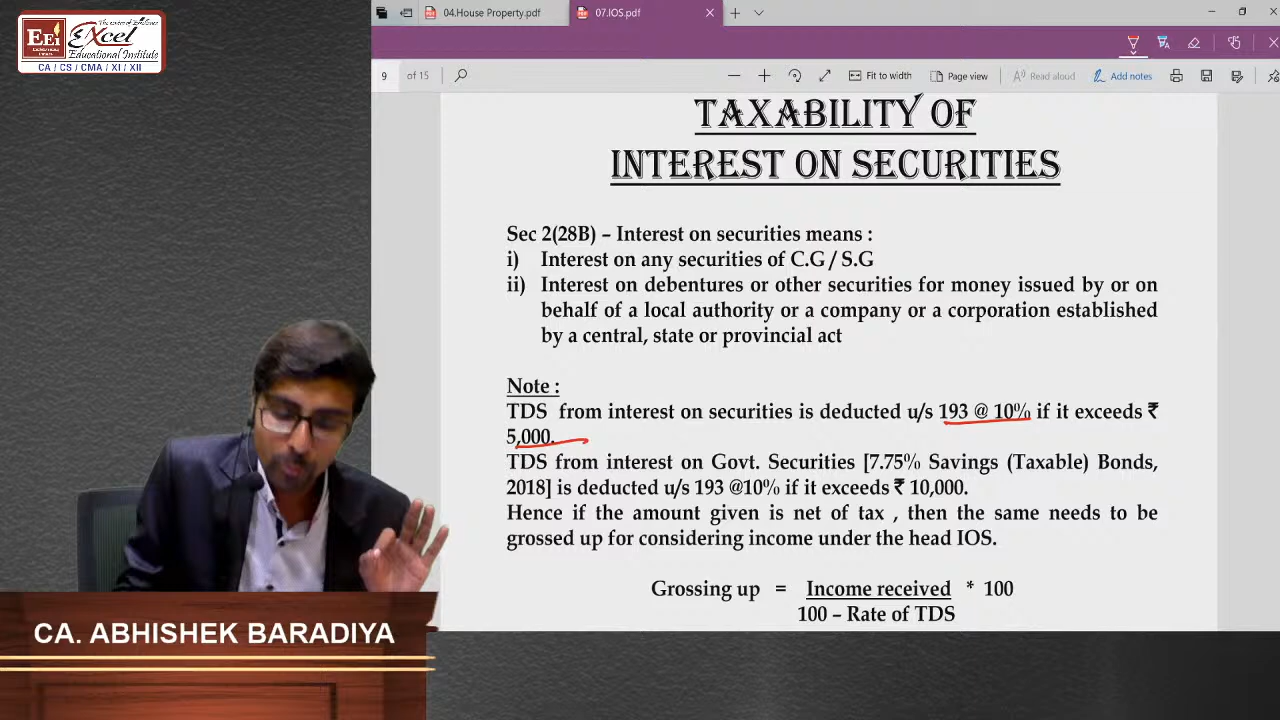 04.House Property.pdf
07.IOS.pdf
The centre of Excellence
EEi
Excel
Educational Institute
CA / CS / CMA / XI / XII
9 of 15
Fit to width
Page view
Read aloud
Add notes
TAXABILITY OF
INTEREST ON SECURITIES
Sec 2(28B) – Interest on securities means :
i) Interest on any securities of C.G / S.G
ii) Interest on debentures or other securities for money issued by or on
behalf of a local authority or a company or a corporation established
by a central, state or provincial act
Note :
TDS from interest on securities is deducted u/s 193 @ 10% if it exceeds ₹
5,000.
TDS from interest on Govt. Securities [7.75% Savings (Taxable) Bonds,
2018] is deducted u/s 193 @10% if it exceeds ₹ 10,000.
Hence if the amount given is net of tax , then the same needs to be
grossed up for considering income under the head IOS.
Grossing up = Income received * 100
100 – Rate of TDS
CA. ABHISHEK BARADIYA